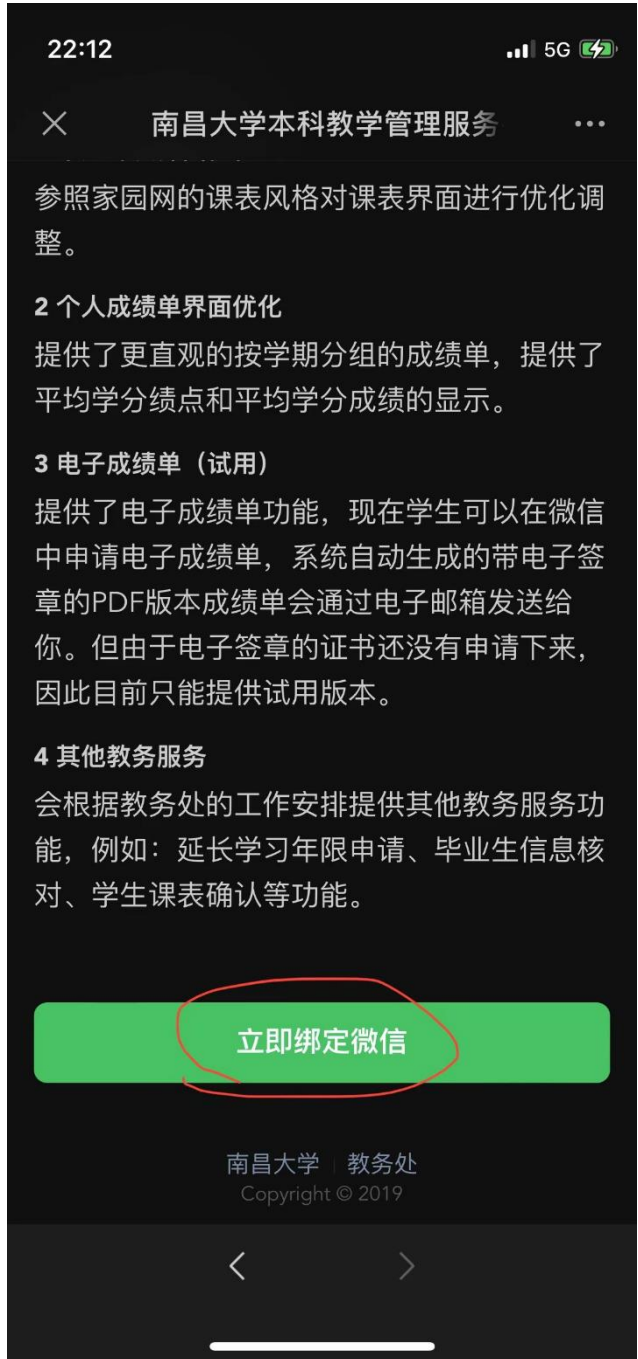 22:12
5G
南昌大学本科教学管理服务
参照家园网的课表风格对课表界面进行优化调
整。
2 个人成绩单界面优化
提供了更直观的按学期分组的成绩单，提供了
平均学分绩点和平均学分成绩的显示。
3 电子成绩单（试用）
提供了电子成绩单功能，现在学生可以在微信
中申请电子成绩单，系统自动生成的带电子签
章的PDF版本成绩单会通过电子邮箱发送给
你。但由于电子签章的证书还没有申请下来，
因此目前只能提供试用版本。
4 其他教务服务
会根据教务处的工作安排提供其他教务服务功
能，例如：延长学习年限申请、毕业生信息核
对、学生课表确认等功能。
立即绑定微信
南昌大学 | 教务处
Copyright © 2019